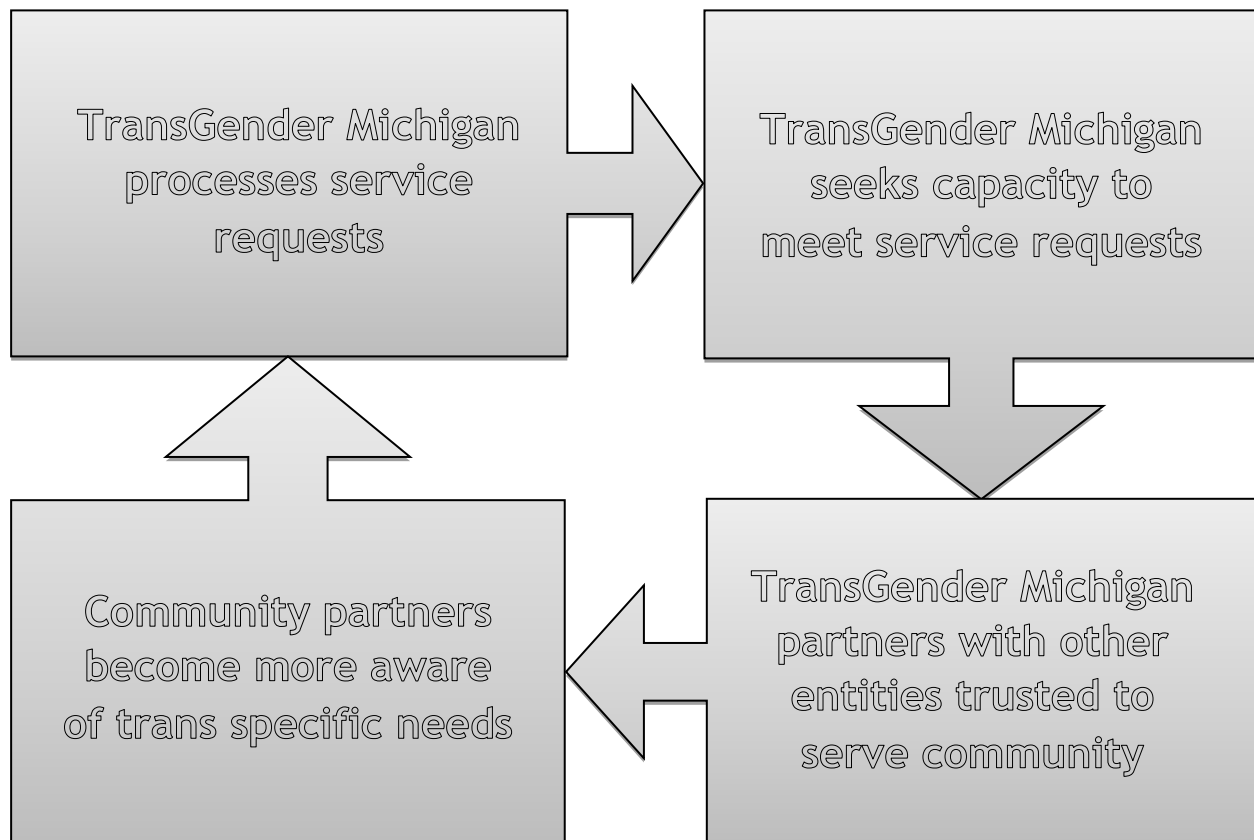 TransGender Michigan
processes service
requests
TransGender Michigan
seeks capacity to
meet service requests
TransGender Michigan
partners with other
entities trusted to
serve community
Community partners
become more aware
of trans specific needs